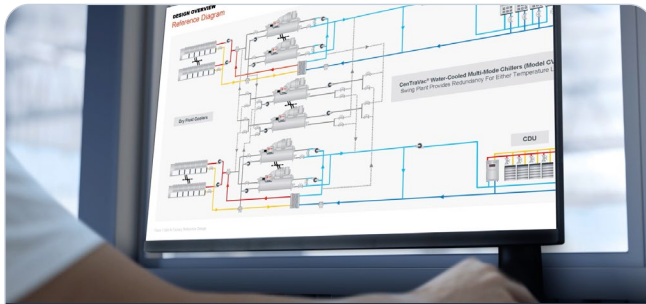 DESIGN OVERVIEW
Reference Diagram
CenTraVac® Water-Cooled Multi-Mode Chillers (Model CV
Swing Plant Provides Redundancy For Either Temperature L
Dry Fluid Coolers
CDU